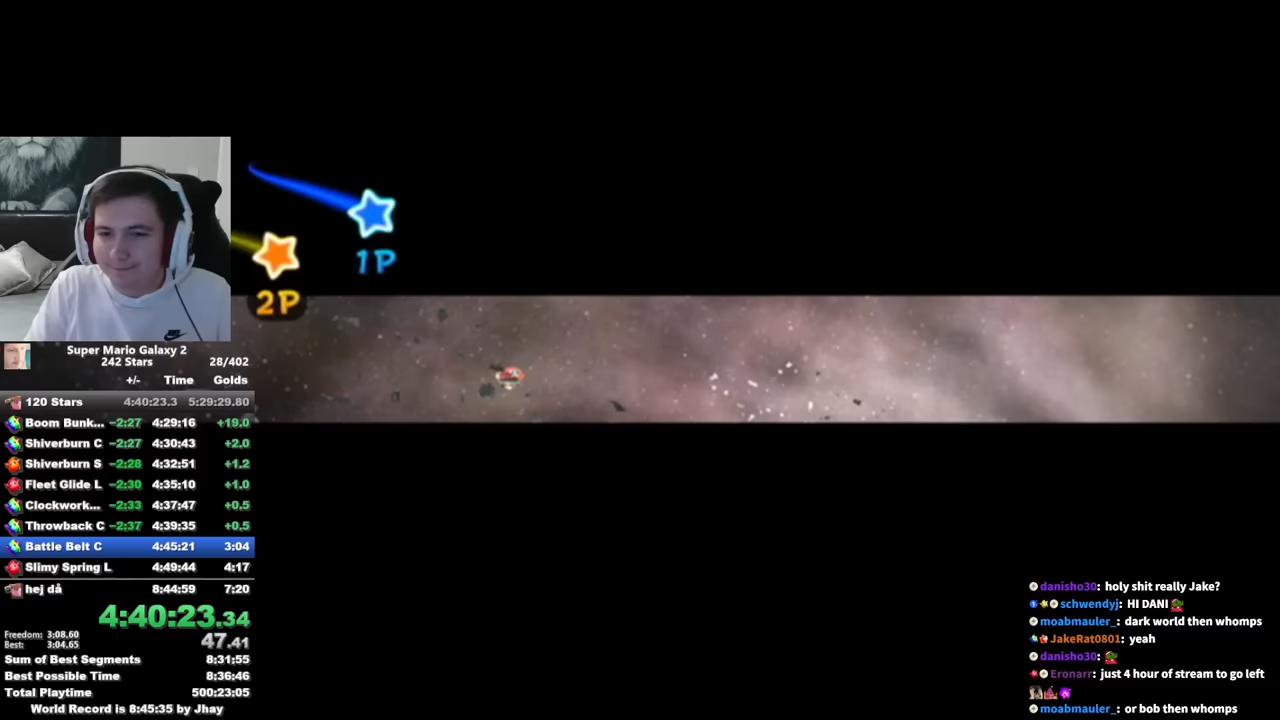 1P
2P
Super Mario Galaxy 2
242 Stars 28/402
+/- Time Golds
120 Stars 4:40:23.3 5:29:29.80
Boom Bunk... −2:27 4:29:16 +19.0
Shiverburn C −2:27 4:30:43 +2.0
Shiverburn S −2:28 4:32:51 +1.2
Fleet Glide L −2:30 4:35:10 +1.0
Clockwork... −2:33 4:37:47 +0.5
Throwback C −2:37 4:39:35 +0.5
Battle Belt C 4:45:21 3:04
Slimy Spring L 4:49:44 4:17
hej då 8:44:59 7:20
4:40:23.34
Freedom: 3:08.60
Best: 3:04.65
47.41
Sum of Best Segments 8:31:55
Best Possible Time 8:36:46
Total Playtime 500:23:05
World Record is 8:45:35 by Jhay
danisho30: holy shit really Jake?
schwendyj: HI DANI
moabmauler_: dark world then whomps
JakeRat0801: yeah
danisho30:
Eronarr: just 4 hour of stream to go left
moabmauler_: or bob then whomps